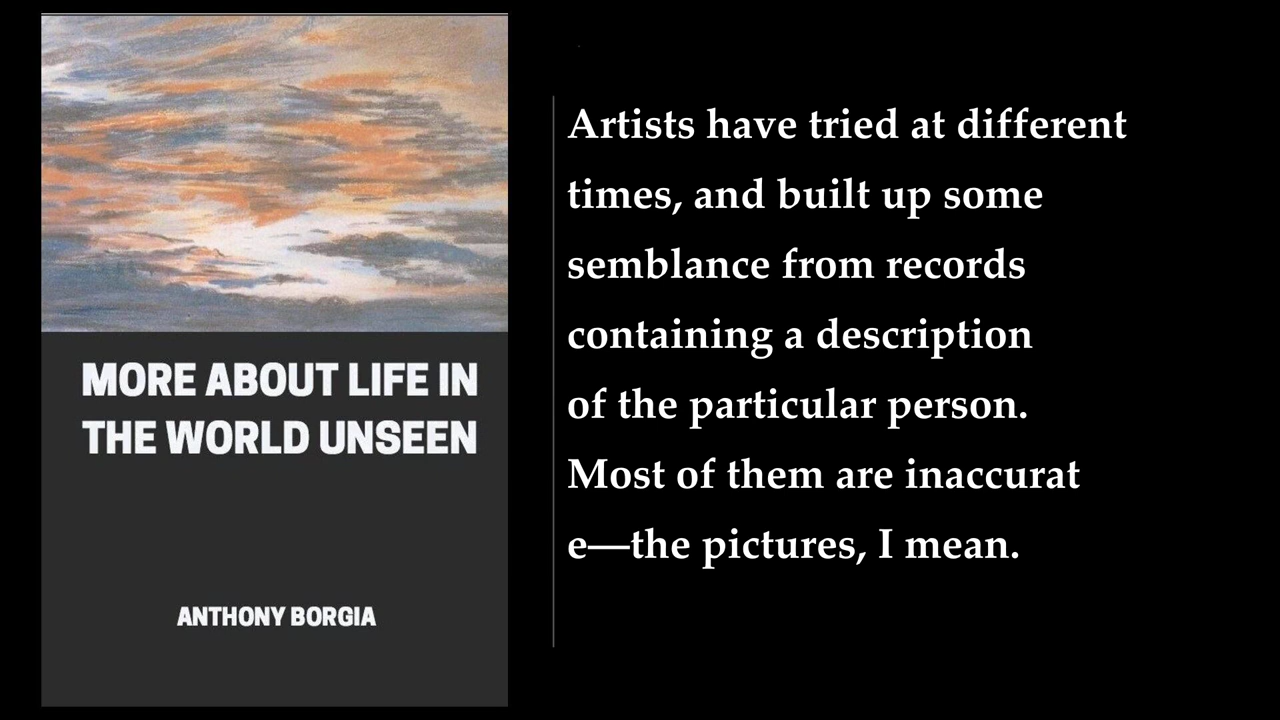 MORE ABOUT LIFE IN
THE WORLD UNSEEN
ANTHONY BORGIA
Artists have tried at different
times, and built up some
semblance from records
containing a description
of the particular person.
Most of them are inaccurat
e—the pictures, I mean.